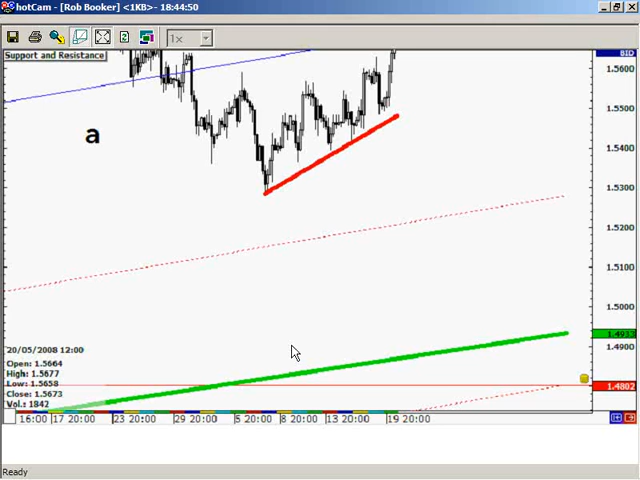 hotCam - [Rob Booker] <1KB> - 18:44:50
1x
Support and Resistance
BID
1.5600
1.5500
a
1.5400
1.5300
1.5200
1.5100
1.5000
1.4913
1.4900
20/05/2008 12:00
Open: 1.5664
High: 1.5677
Low: 1.5658
Close: 1.5673
Vol.: 1842
1.4802
16:00 17 20:00 23 20:00 29 20:00 5 20:00 8 20:00 13 20:00 19 20:00
Ready